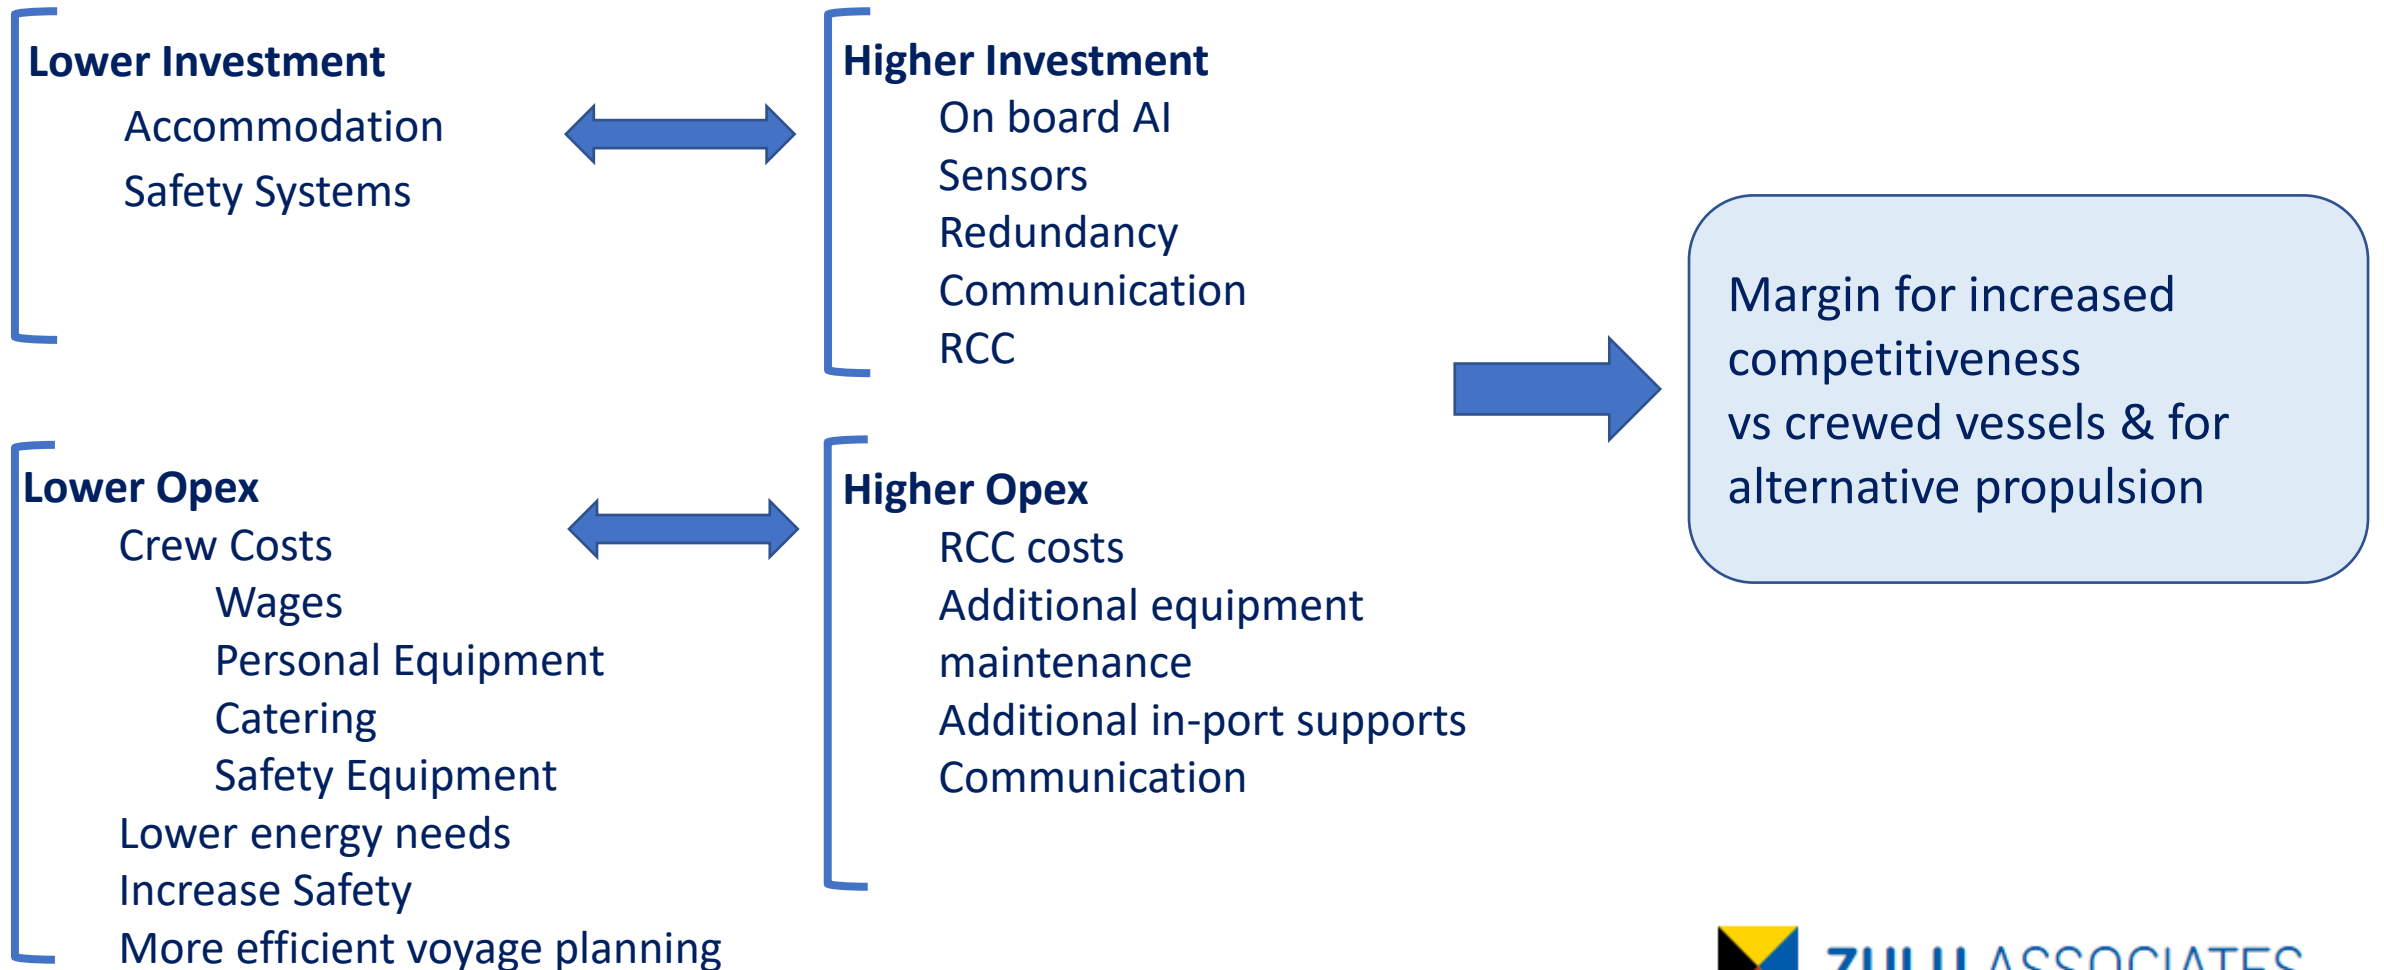 Lower Investment
Accommodation
Safety Systems
Higher Investment
On board AI
Sensors
Redundancy
Communication
RCC
Lower Opex
Crew Costs
Wages
Personal Equipment
Catering
Safety Equipment
Lower energy needs
Increase Safety
More efficient voyage planning
Higher Opex
RCC costs
Additional equipment
maintenance
Additional in-port supports
Communication
Margin for increased
competitiveness
vs crewed vessels & for
alternative propulsion
ZULU ASSOCIATES